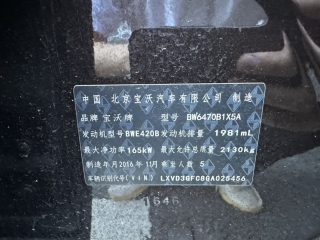 中国 北京宝沃汽车有限公司 制造
品牌 宝沃牌 型号 BW6470B1X5A
发动机型号 BWE420B 发动机排量 1981mL
最大净功率 165kW 最大允许总质量 2130kg
制造年月 2016年11月 乘坐人数 5
车辆识别代号(VIN) LXVD3GFC8GA025456
1646